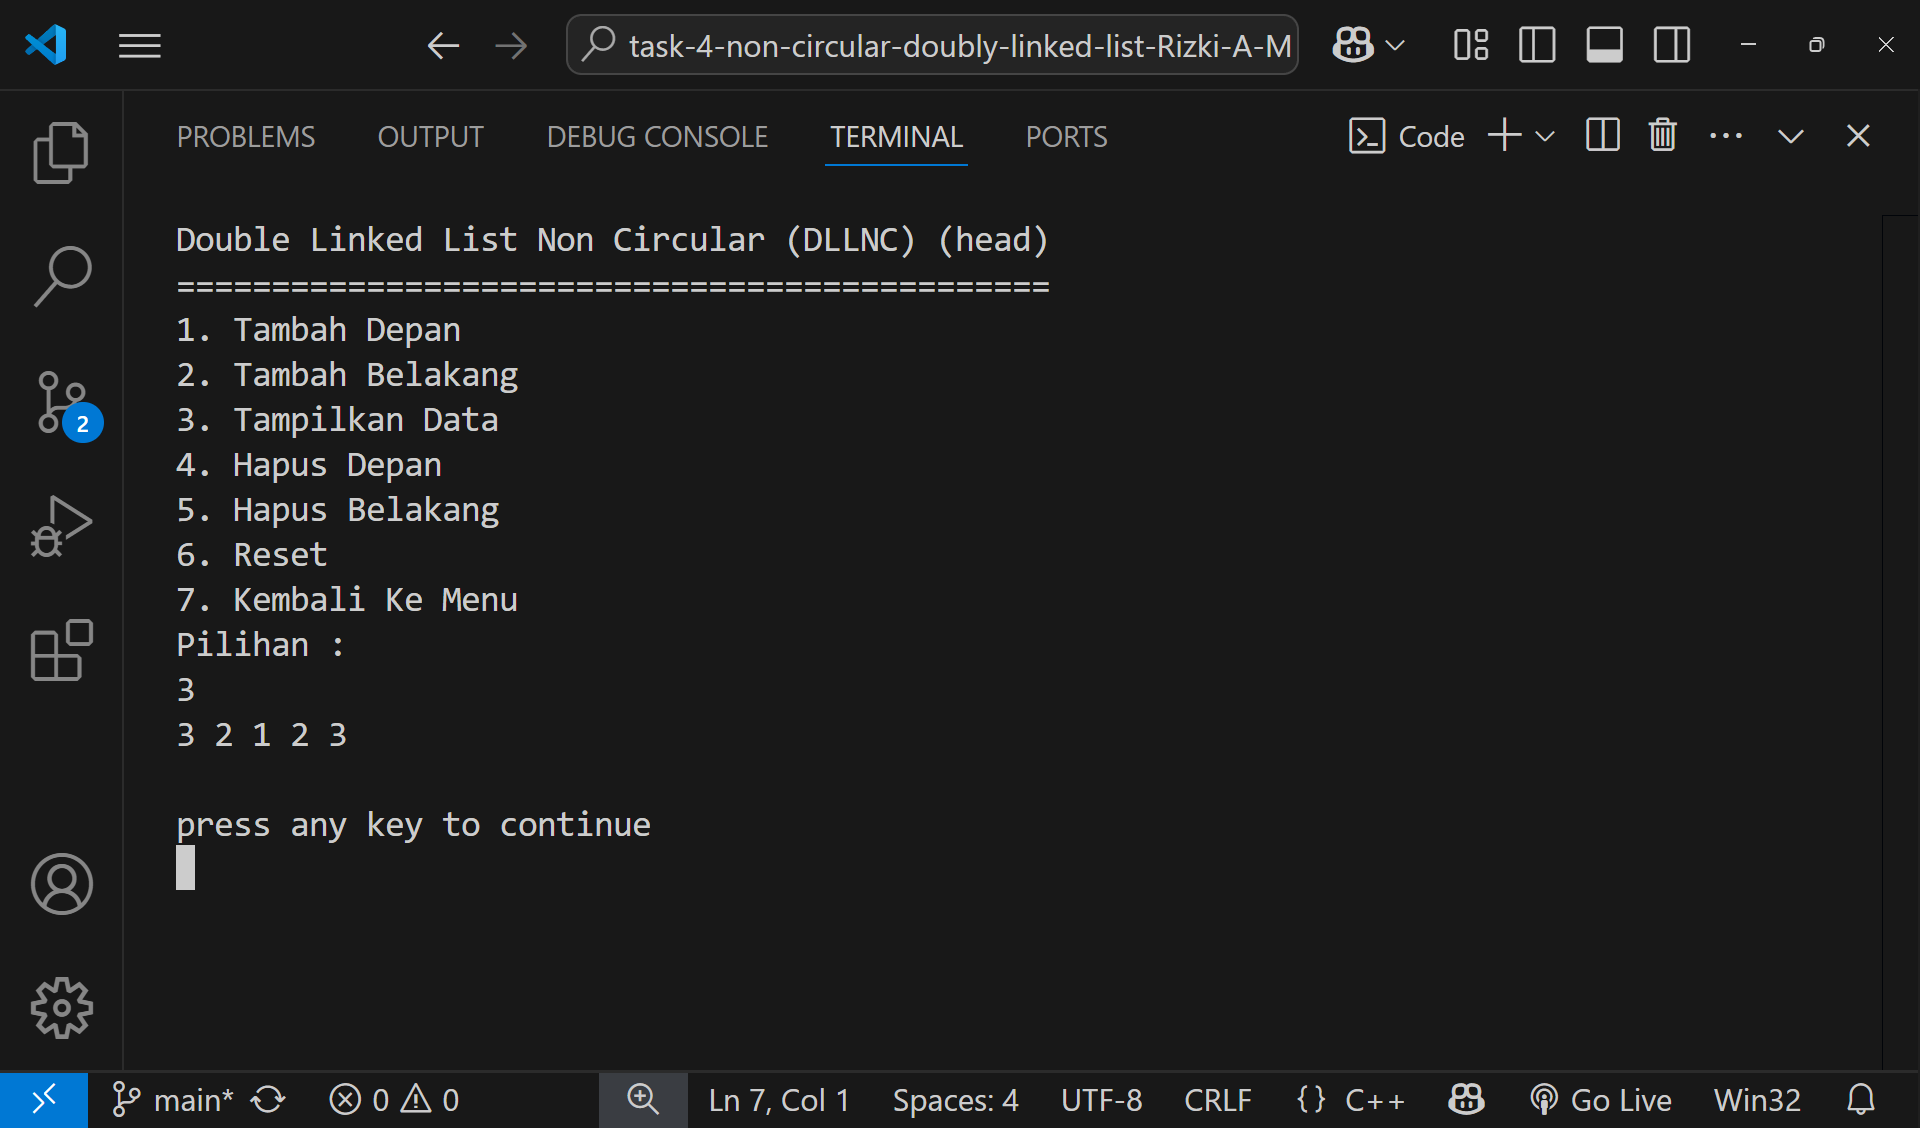 task-4-non-circular-doubly-linked-list-Rizki-A-M
PROBLEMS OUTPUT DEBUG CONSOLE TERMINAL PORTS Code
Double Linked List Non Circular (DLLNC) (head)
==============================================
1. Tambah Depan
2. Tambah Belakang
3. Tampilkan Data
4. Hapus Depan
5. Hapus Belakang
6. Reset
7. Kembali Ke Menu
Pilihan :
3
3 2 1 2 3
press any key to continue
2
main* 0 0 Ln 7, Col 1 Spaces: 4 UTF-8 CRLF {} C++ Go Live Win32